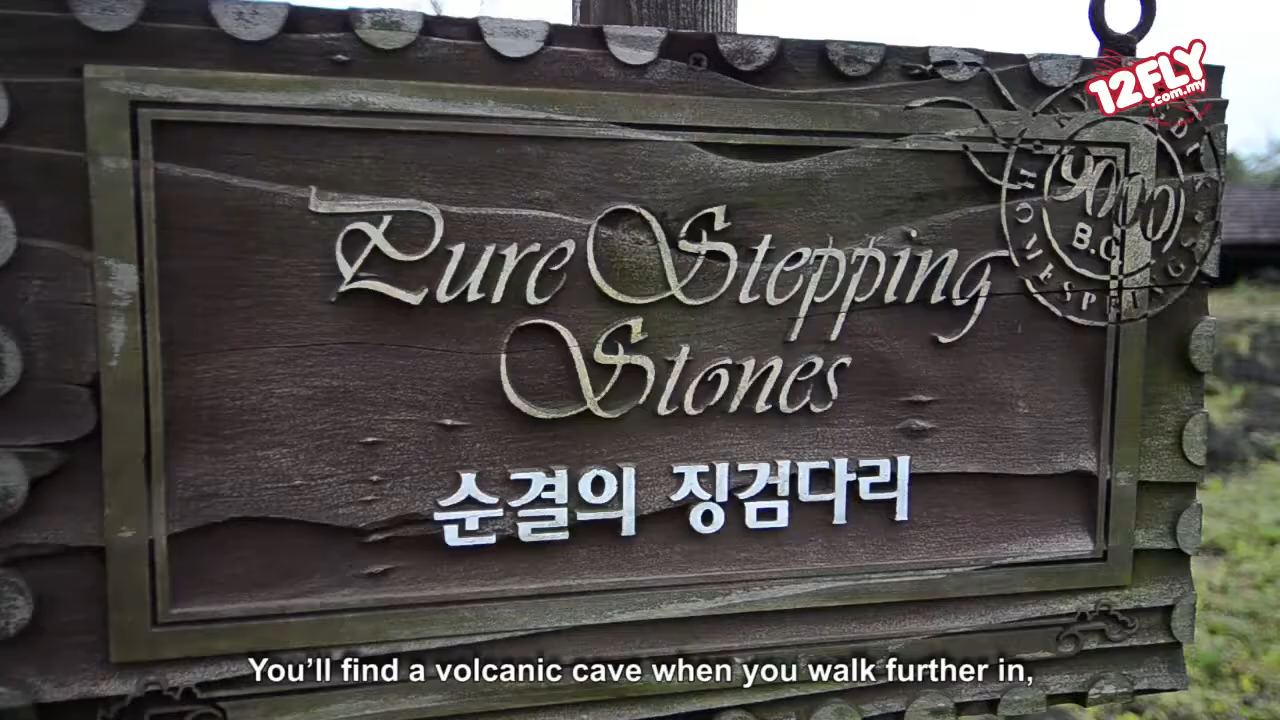 12FLY
.com.my
Pure Stepping
Stones
순결의 징검다리
9000
B.C
You'll find a volcanic cave when you walk further in,